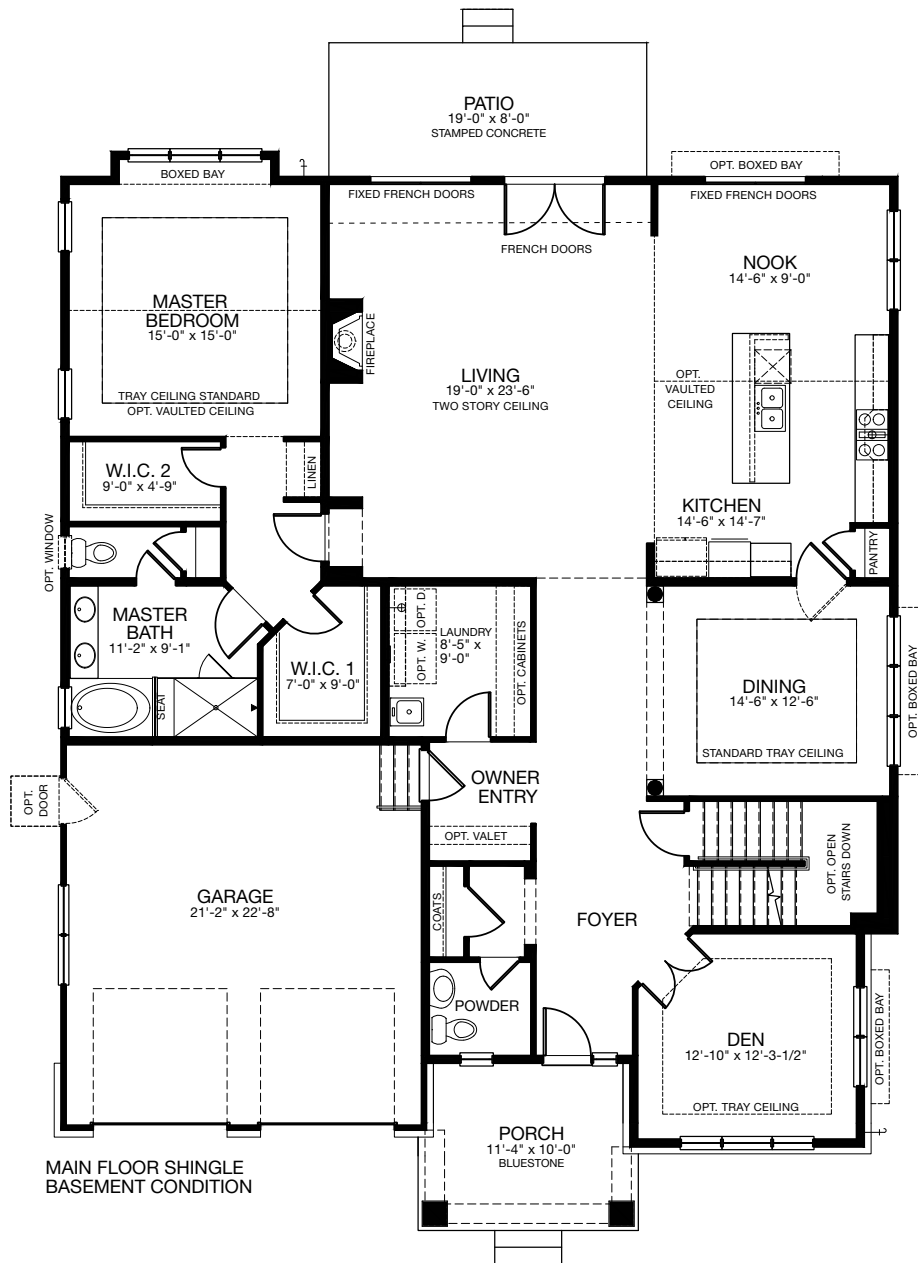 PATIO
19'-0" x 8'-0"
STAMPED CONCRETE
BOXED BAY
OPT. BOXED BAY
FIXED FRENCH DOORS
FIXED FRENCH DOORS
FRENCH DOORS
NOOK
14'-6" x 9'-0"
MASTER
BEDROOM
15'-0" x 15'-0"
TRAY CEILING STANDARD
OPT. VAULTED CEILING
FIREPLACE
LIVING
19'-0" x 23'-6"
TWO STORY CEILING
OPT.
VAULTED
CEILING
KITCHEN
14'-6" x 14'-7"
PANTRY
W.I.C. 2
9'-0" x 4'-9"
LINEN
OPT. WINDOW
MASTER
BATH
11'-2" x 9'-1"
SEAT
W.I.C. 1
7'-0" x 9'-0"
OPT. D.
OPT. W.
LAUNDRY
8'-5" x
9'-0"
OPT. CABINETS
DINING
14'-6" x 12'-6"
STANDARD TRAY CEILING
OPT. BOXED BAY
OPT.
DOOR
OWNER
ENTRY
OPT. VALET
OPT. OPEN
STAIRS DOWN
GARAGE
21'-2" x 22'-8"
COATS
FOYER
POWDER
DEN
12'-10" x 12'-3-1/2"
OPT. TRAY CEILING
OPT. BOXED BAY
PORCH
11'-4" x 10'-0"
BLUESTONE
MAIN FLOOR SHINGLE
BASEMENT CONDITION